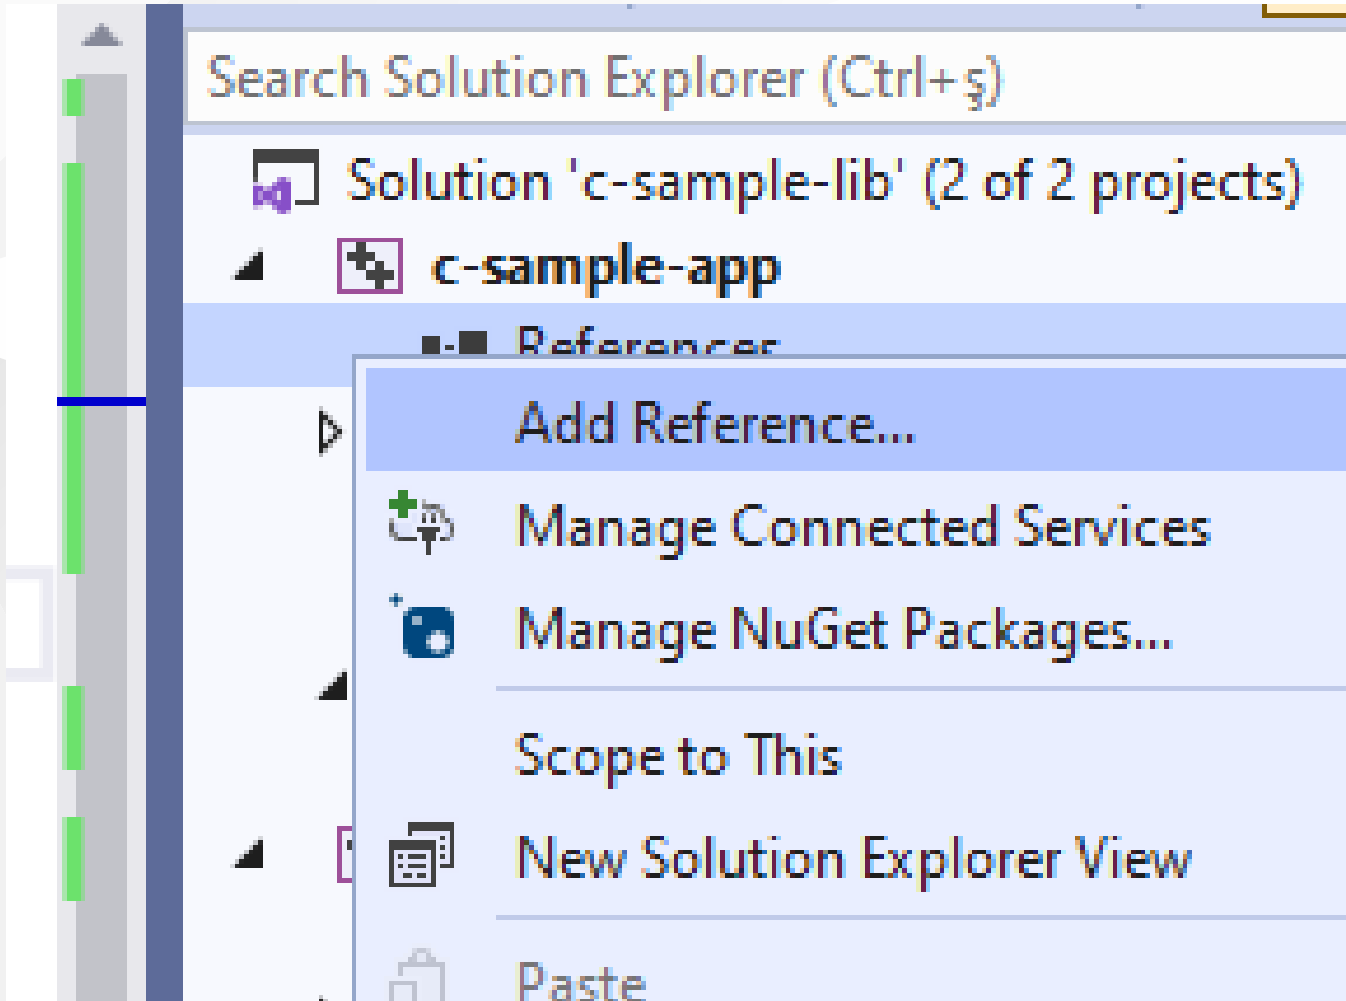 Search Solution Explorer (Ctrl+ş)
Solution 'c-sample-lib' (2 of 2 projects)
c-sample-app
References
Add Reference...
Manage Connected Services
Manage NuGet Packages...
Scope to This
New Solution Explorer View
Paste